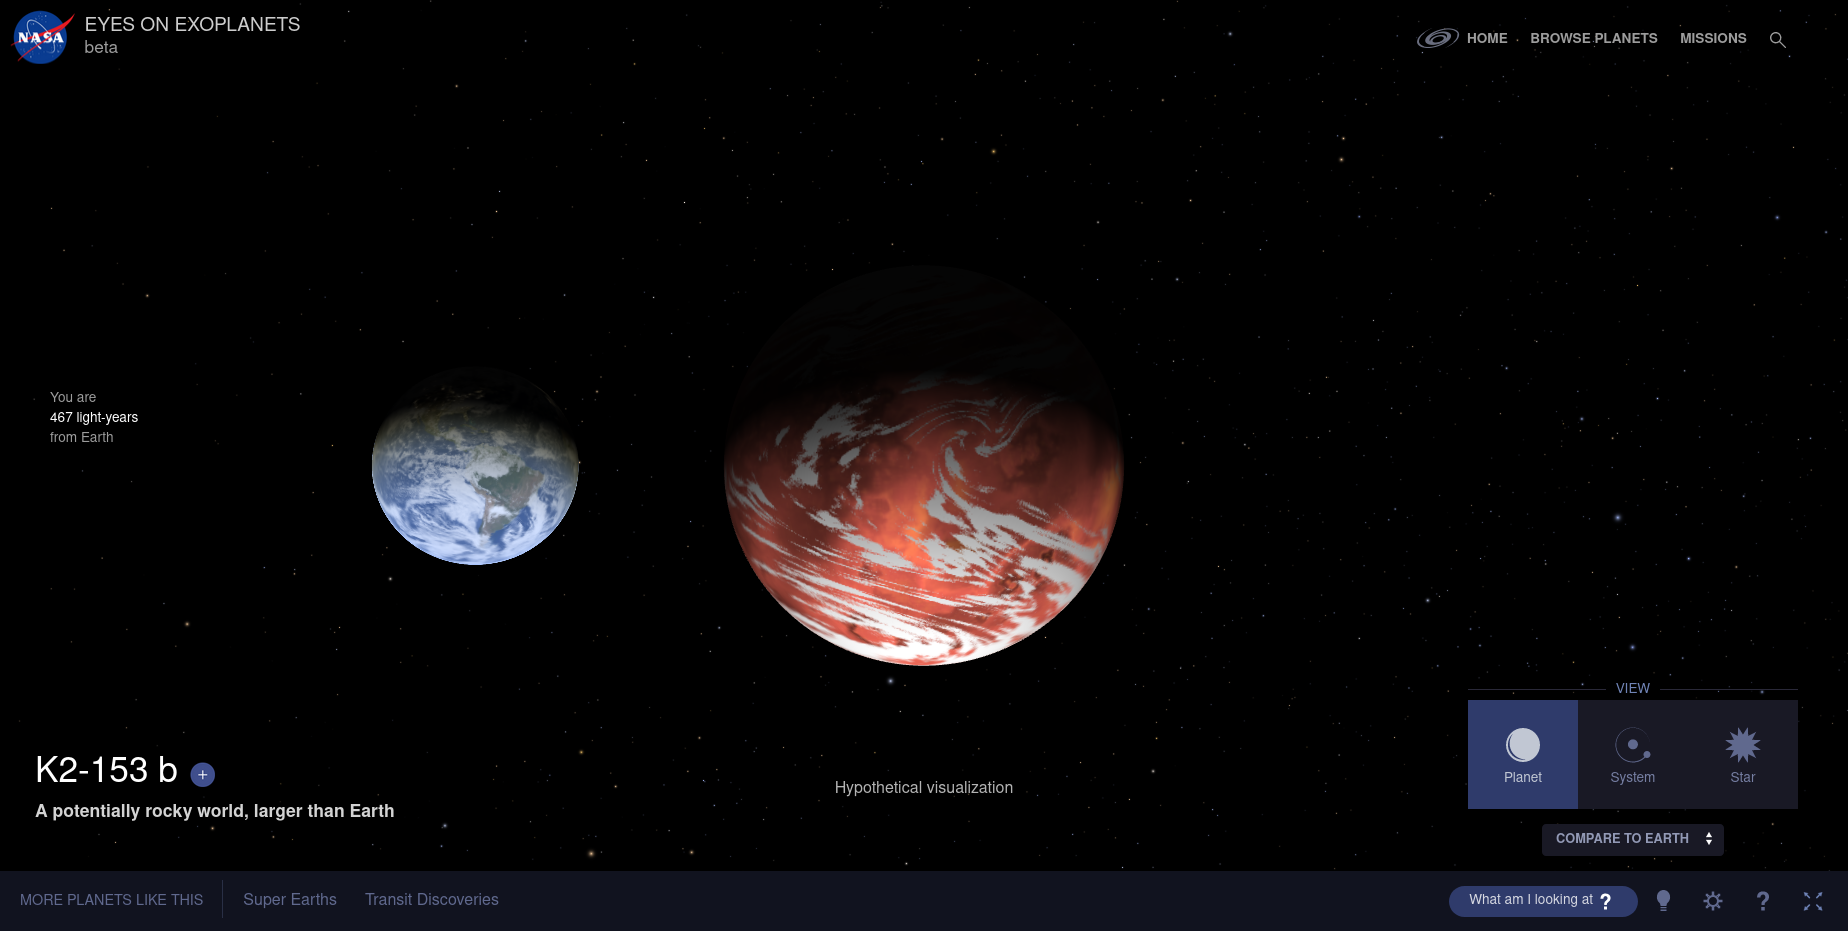 NASA
EYES ON EXOPLANETS
beta
HOME
BROWSE PLANETS
MISSIONS
You are
467 light-years
from Earth
VIEW
Planet
System
Star
K2-153 b +
A potentially rocky world, larger than Earth
Hypothetical visualization
COMPARE TO EARTH
MORE PLANETS LIKE THIS
Super Earths
Transit Discoveries
What am I looking at ?
?